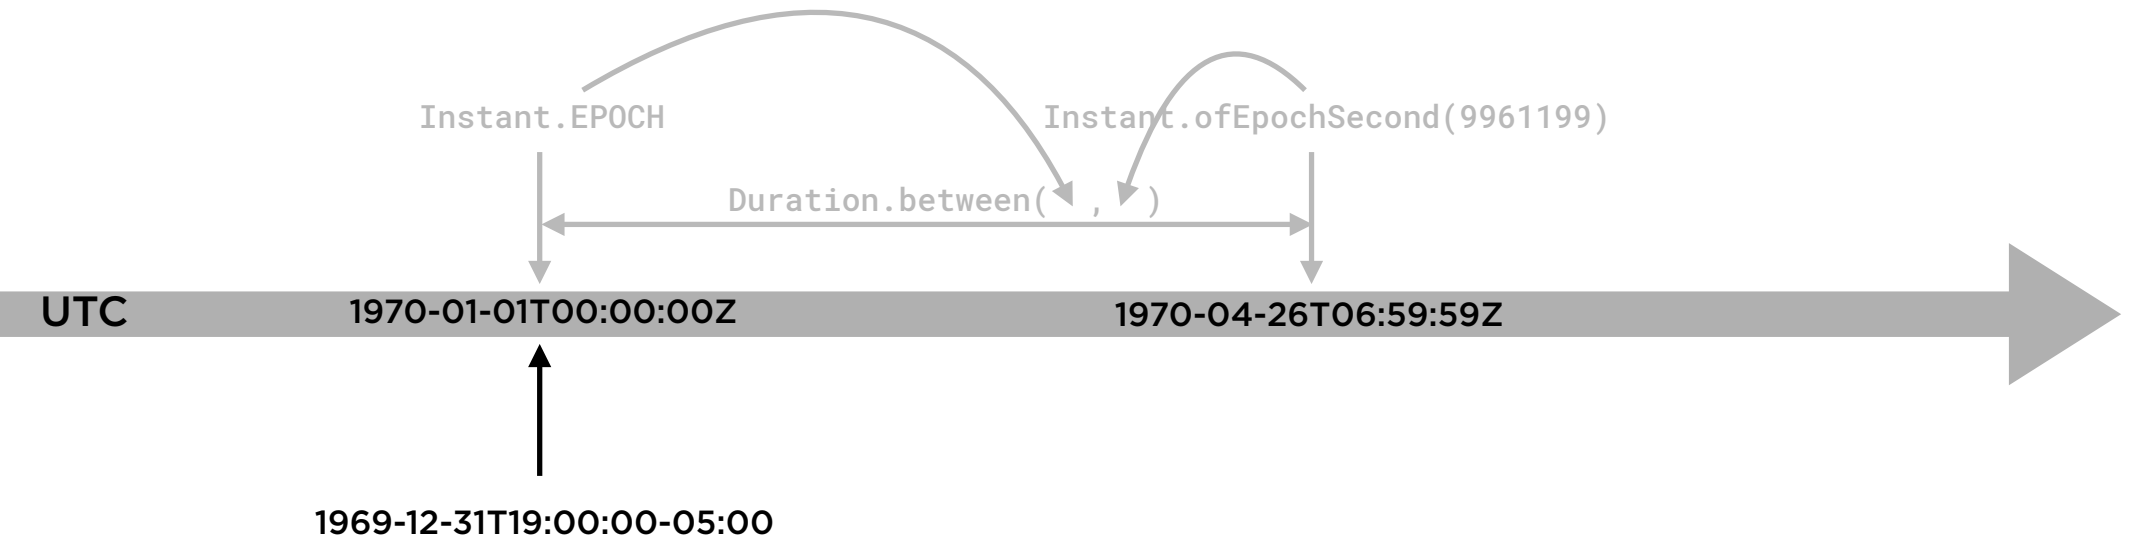 Instant.EPOCH
Instant.ofEpochSecond(9961199)
Duration.between( , )
UTC
1970-01-01T00:00:00Z
1970-04-26T06:59:59Z
1969-12-31T19:00:00-05:00